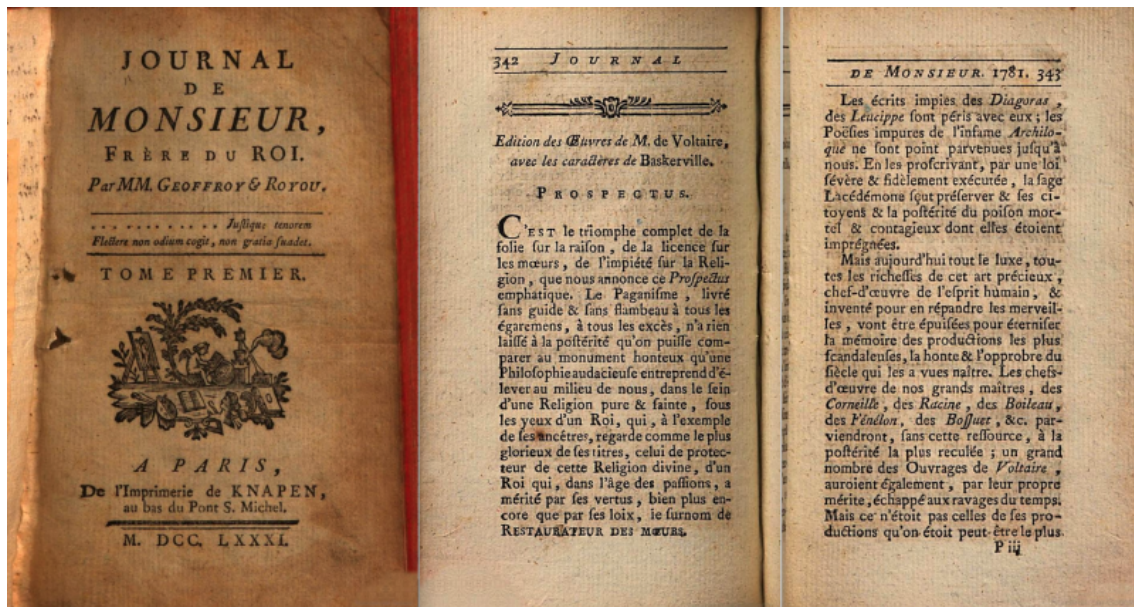 JOURNAL
DE
MONSIEUR,
FRÈRE DU ROI.
Par MM. GEOFFROY & ROYOU.
. . . . . . . . . . . . Juſtique tenorem
Flectere non odium cogit, non gratia ſuadet.
TOME PREMIER.
A PARIS,
De l'Imprimerie de KNAPEN,
au bas du Pont S. Michel.
M. DCC. LXXXI.
342 JOURNAL
Edition des Œuvres de M. de Voltaire,
avec les caractères de Baskerville.
PROSPECTUS.
C'EST le triomphe complet de la
folie ſur la raiſon, de la licence ſur
les mœurs, de l'impiété ſur la Reli-
gion, que nous annonce ce Proſpectus
emphatique. Le Paganiſme, livré
ſans guide & ſans flambeau à tous les
égaremens, à tous les excès, n'a rien
laiſſé à la poſtérité qu'on puiſſe com-
parer au monument honteux qu'une
Philoſophie audacieuſe entreprend d'é-
lever au milieu de nous, dans le ſein
d'une Religion pure & ſainte, ſous
les yeux d'un Roi, qui, à l'exemple
de ſes ancêtres, regarde comme le plus
glorieux de ſes titres, celui de protec-
teur de cette Religion divine, d'un
Roi qui, dans l'âge des paſſions, a
mérité par ſes vertus, bien plus en-
core que par ſes loix, le ſurnom de
RESTAURATEUR DES MŒURS.
DE MONSIEUR. 1781. 343
Les écrits impies des Diagoras,
des Leucippe ſont péris avec eux; les
Poëſies impures de l'infame Archilo-
que ne ſont point parvenues juſqu'à
nous. En les proſcrivant, par une loi
ſévère & fidèlement exécutée, la ſage
Lacédémone ſçut préſerver & ſes ci-
toyens & la poſtérité du poiſon mor-
tel & contagieux dont elles étoient
imprégnées.
Mais aujourd'hui tout le luxe, tou-
tes les richeſſes de cet art précieux,
chef-d'œuvre de l'eſprit humain, &
inventé pour en répandre les merveil-
les, vont être épuiſées pour éterniſer
la mémoire des productions les plus
ſcandaleuſes, la honte & l'opprobre du
ſiècle qui les a vues naître. Les chefs-
d'œuvre de nos grands maîtres, des
Corneille, des Racine, des Boileau,
des Fénélon, des Boſſuet, &c. par-
viendront, ſans cette reſſource, à la
poſtérité la plus reculée; un grand
nombre des Ouvrages de Voltaire,
auroient également, par leur propre
mérite, échappé aux ravages du temps.
Mais ce n'étoit pas celles de ſes pro-
ductions qu'on étoit peut-être le plus
P iij